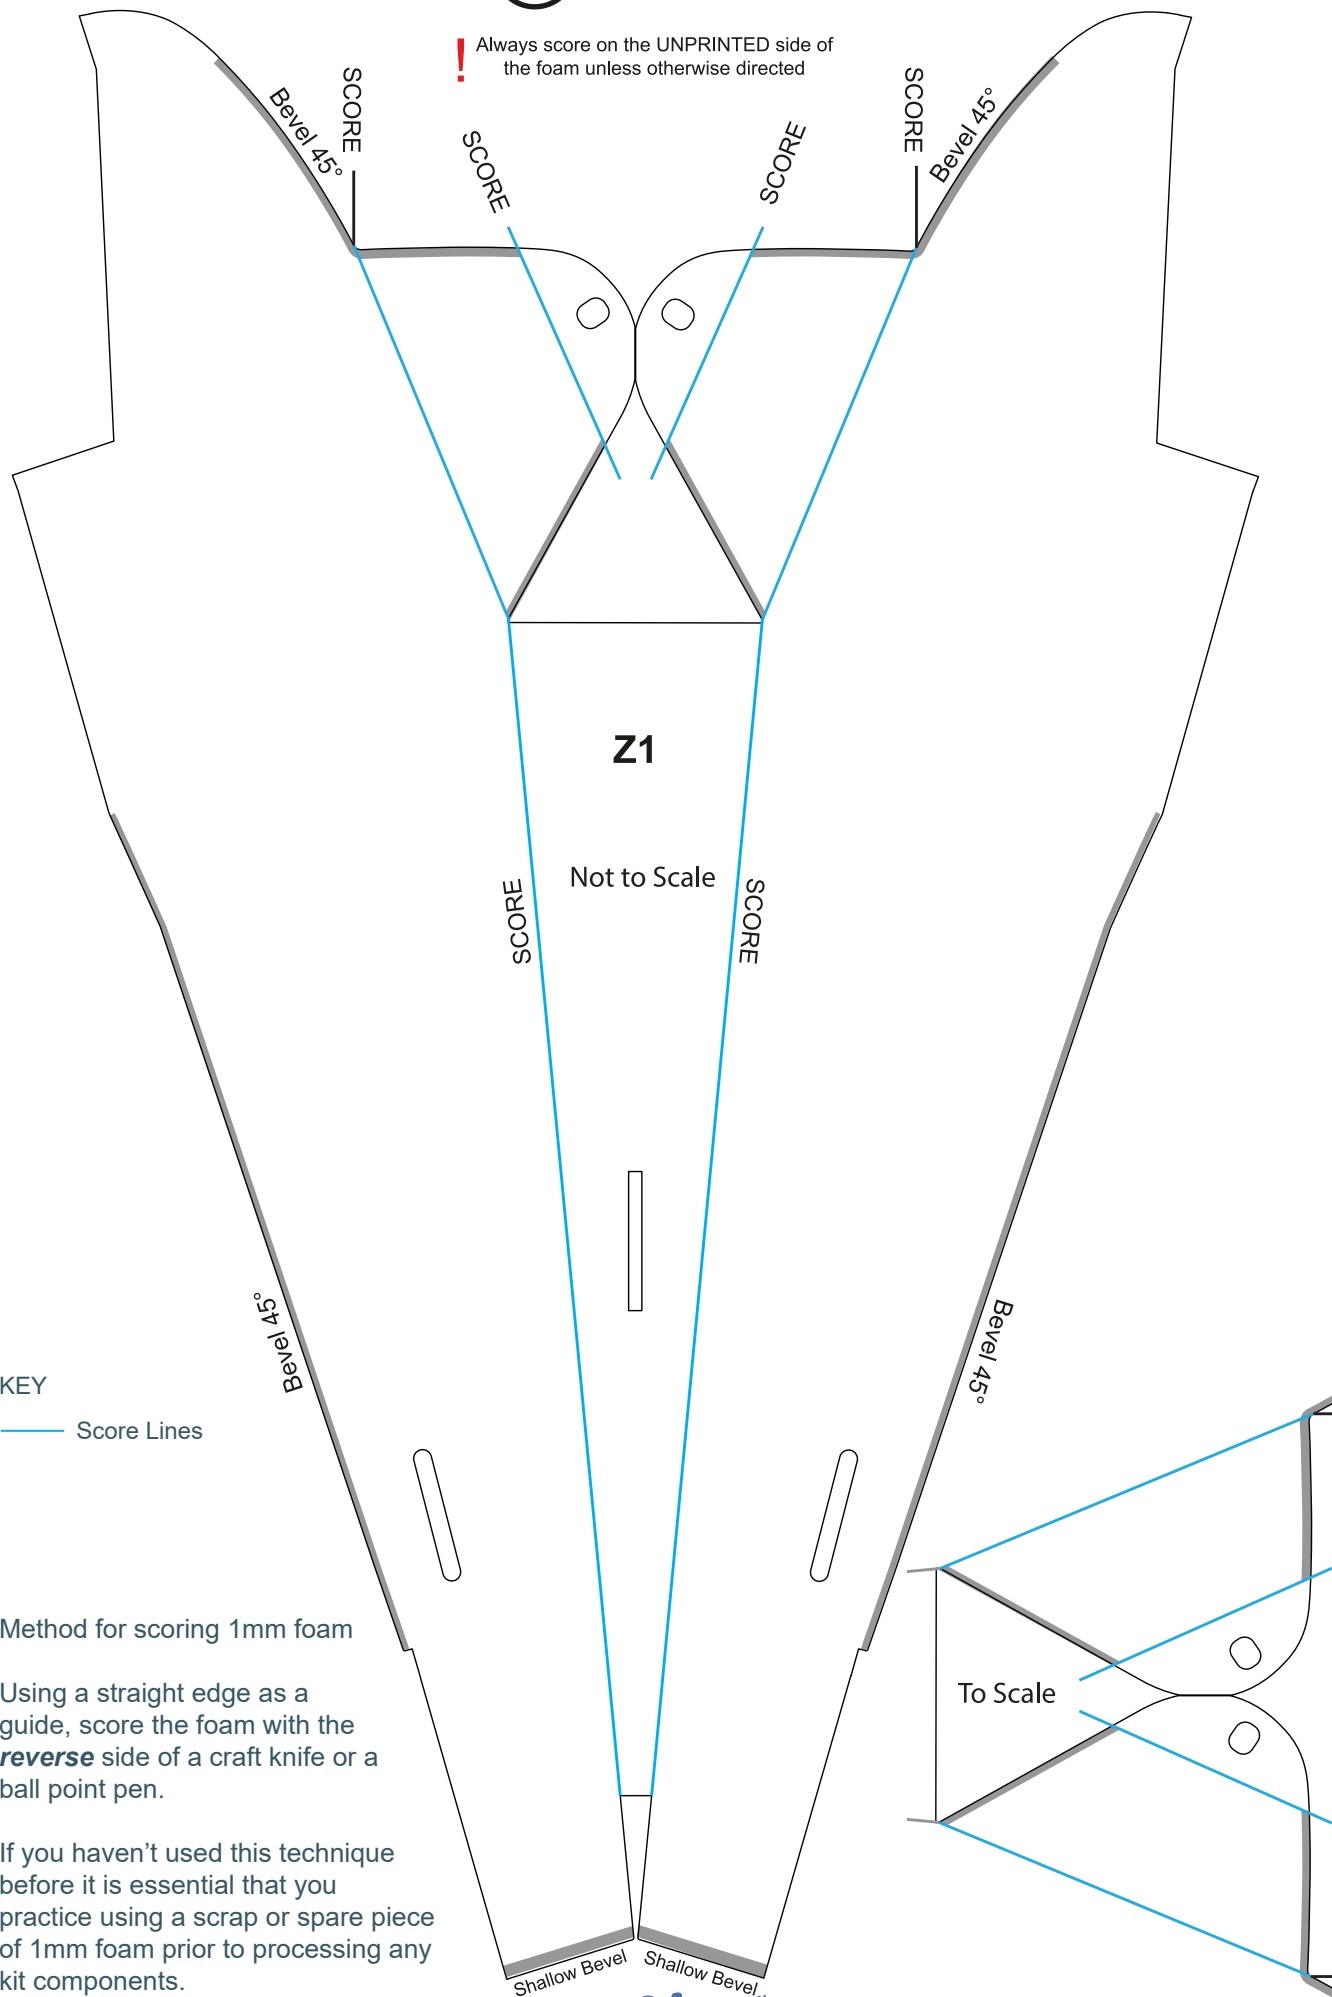 ! Always score on the UNPRINTED side of
the foam unless otherwise directed
SCORE
SCORE
Bevel 45°
Bevel 45°
SCORE
SCORE
Z1
Not to Scale
SCORE
SCORE
Bevel 45°
Bevel 45°
KEY
Score Lines
Method for scoring 1mm foam
Using a straight edge as a
guide, score the foam with the
reverse side of a craft knife or a
ball point pen.
To Scale
If you haven’t used this technique
before it is essential that you
practice using a scrap or spare piece
of 1mm foam prior to processing any
kit components.
Shallow Bevel
Shallow Bevel